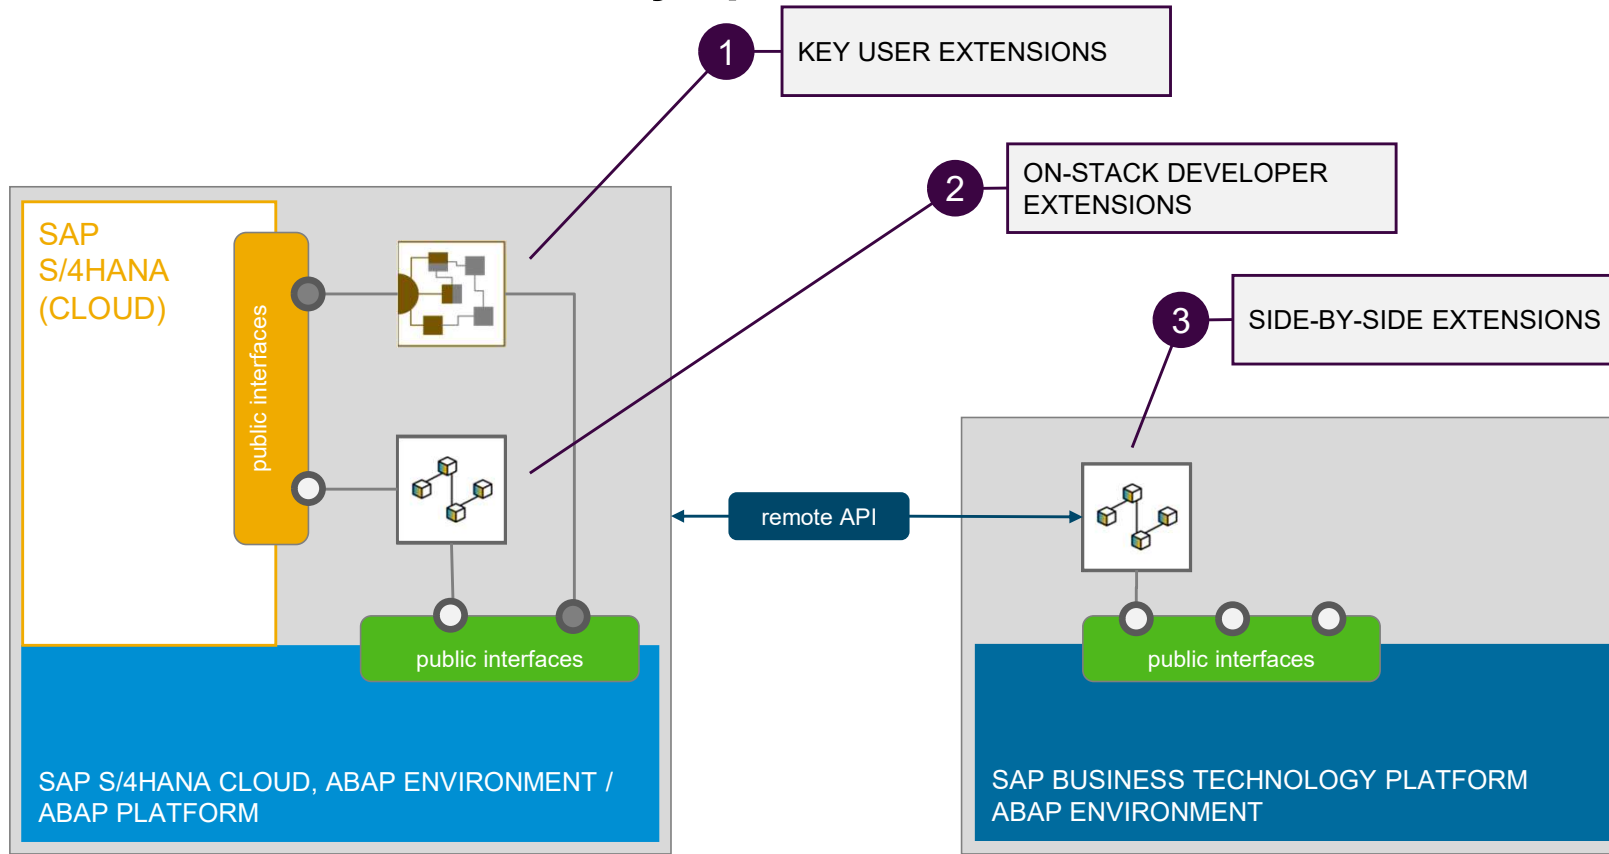 1
KEY USER EXTENSIONS
2
ON-STACK DEVELOPER
EXTENSIONS
3
SIDE-BY-SIDE EXTENSIONS
SAP
S/4HANA
(CLOUD)
public interfaces
remote API
public interfaces
public interfaces
SAP S/4HANA CLOUD, ABAP ENVIRONMENT /
ABAP PLATFORM
SAP BUSINESS TECHNOLOGY PLATFORM
ABAP ENVIRONMENT